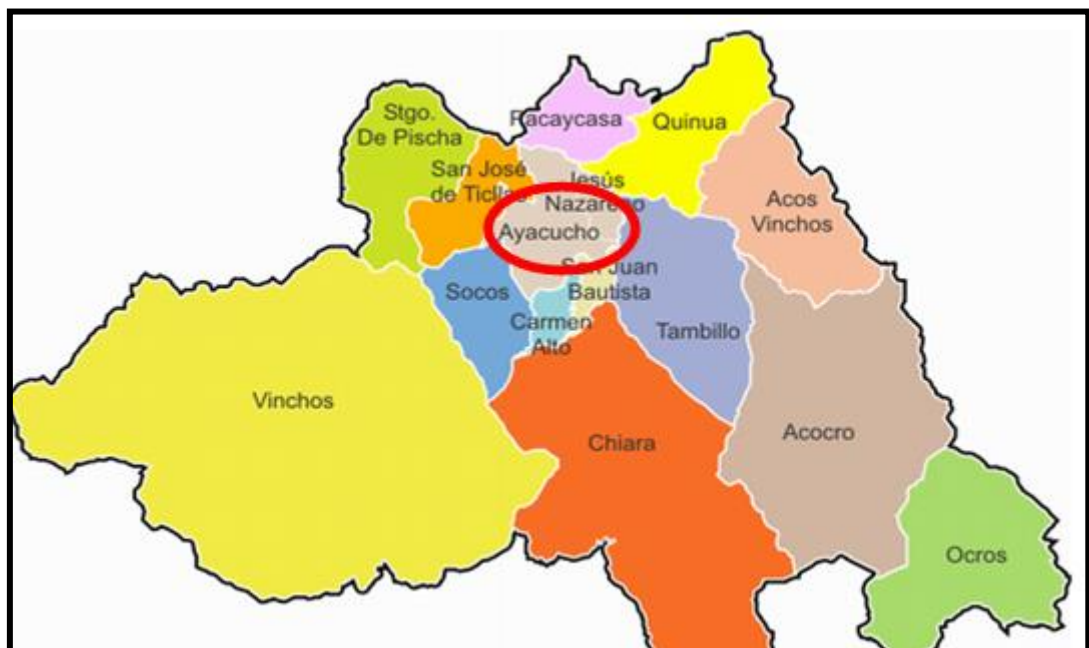 Stgo.
De Pischa
Pacaycasa
Quinua
San José
de Ticllas
Jesús
Nazareno
Acos
Vinchos
Ayacucho
San Juan
Bautista
Socos
Carmen
Alto
Tambillo
Vinchos
Chiara
Acocro
Ocros